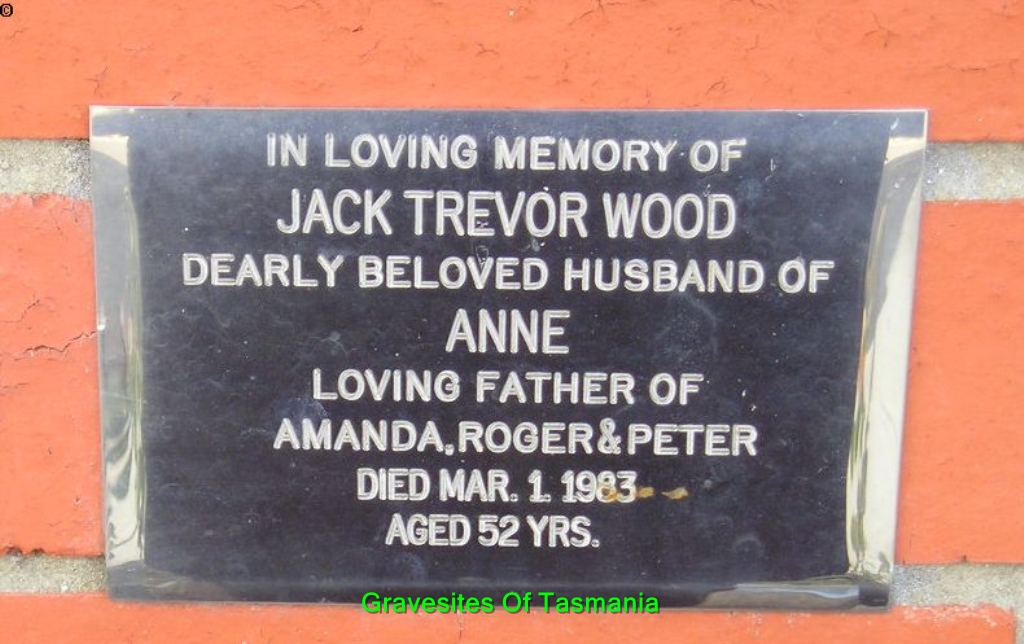 ©
IN LOVING MEMORY OF
JACK TREVOR WOOD
DEARLY BELOVED HUSBAND OF
ANNE
LOVING FATHER OF
AMANDA, ROGER & PETER
DIED MAR. 1. 1983
AGED 52 YRS.
Gravesites Of Tasmania